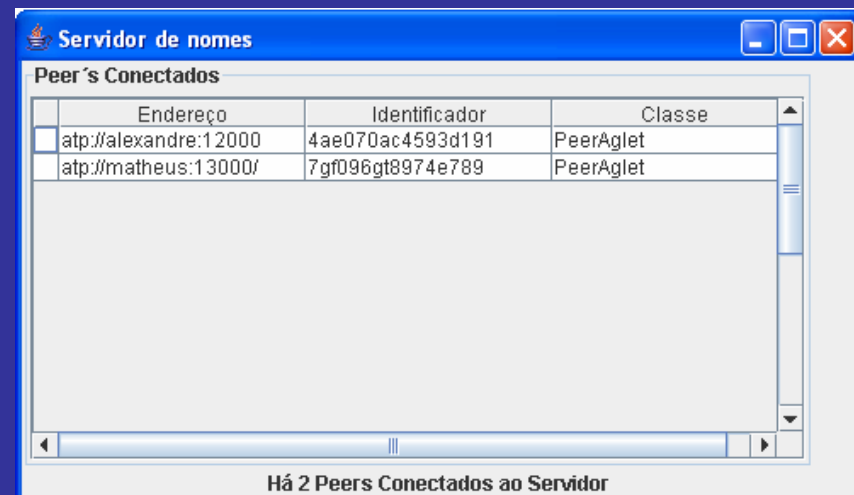 Servidor de nomes
Peer´s Conectados
Endereço Identificador Classe
atp://alexandre:12000 4ae070ac4593d191 PeerAglet
atp://matheus:13000/ 7gf096gt8974e789 PeerAglet
Há 2 Peers Conectados ao Servidor